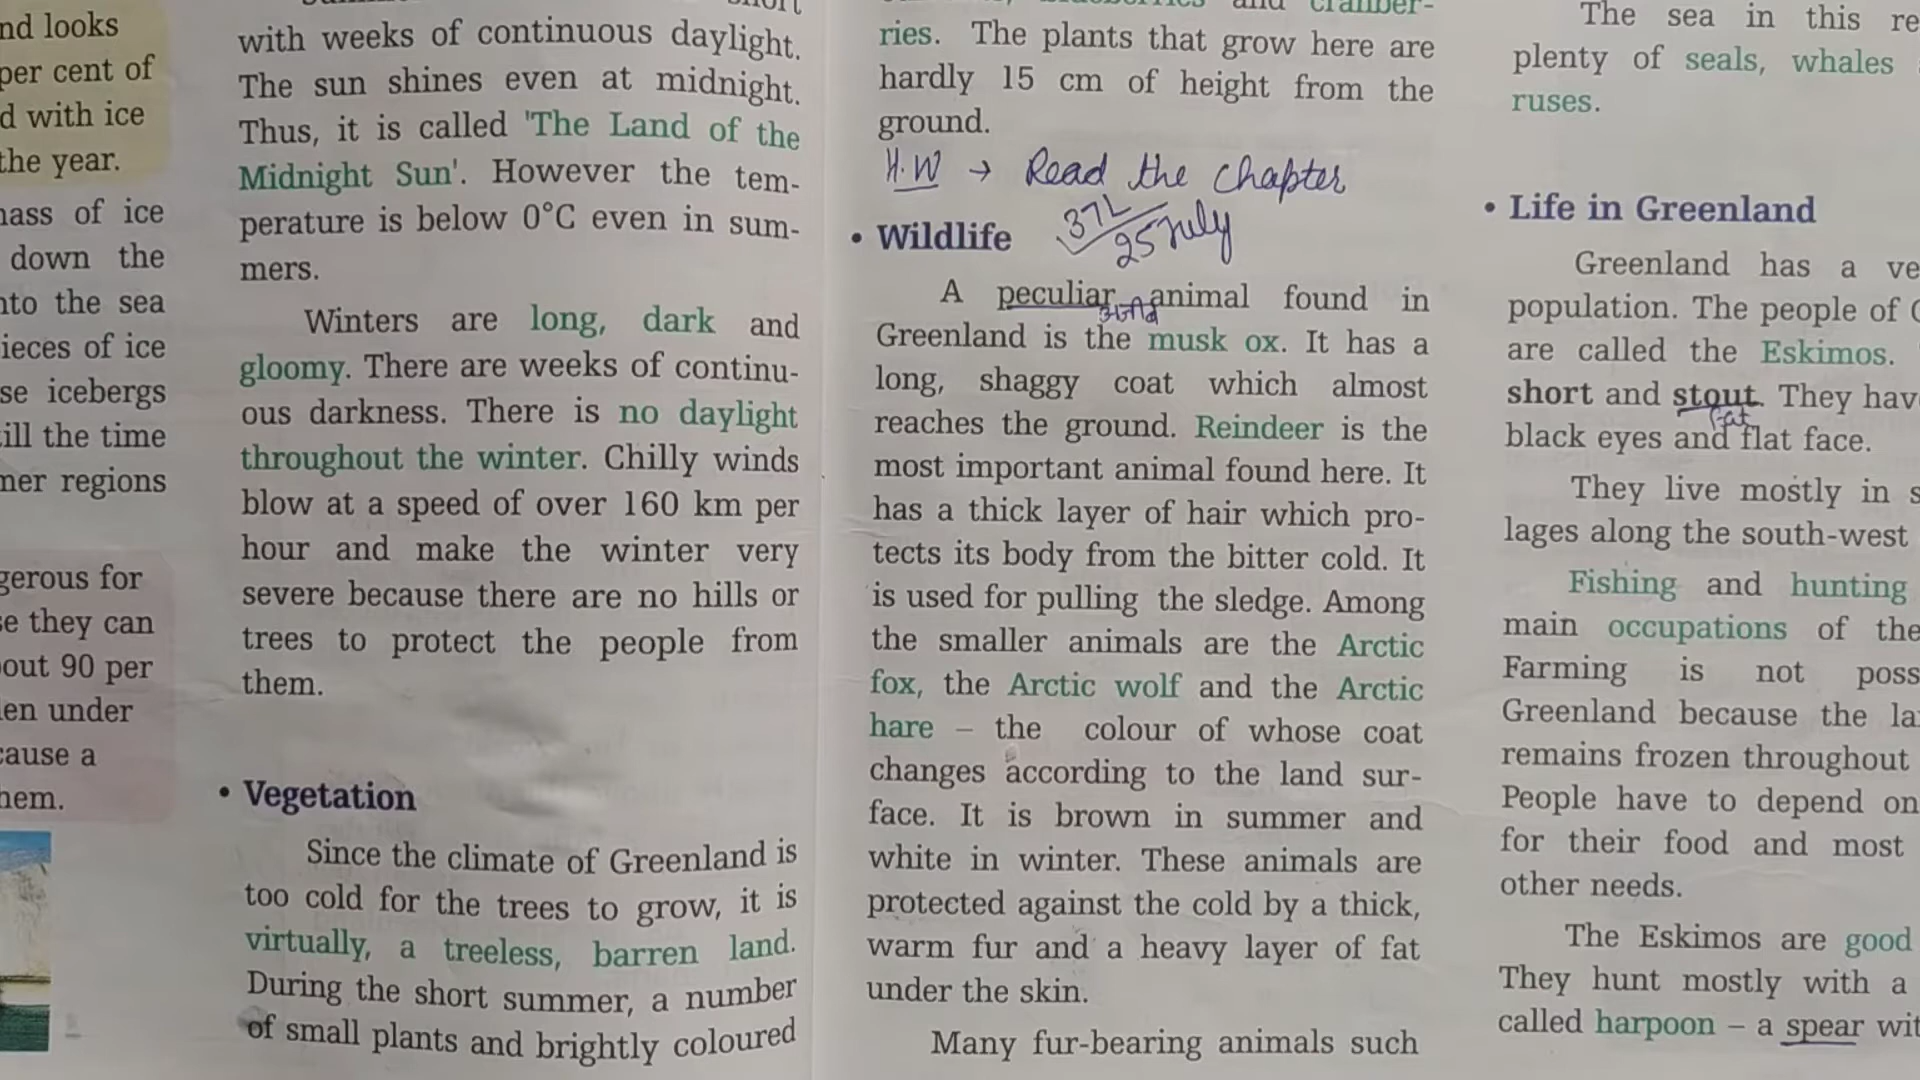 nd looks
per cent of
d with ice
the year.
mass of ice
down the
nto the sea
ieces of ice
se icebergs
till the time
mer regions
gerous for
se they can
bout 90 per
den under
cause a
hem.
short
with weeks of continuous daylight.
The sun shines even at midnight.
Thus, it is called 'The Land of the
Midnight Sun'. However the tem-
perature is below 0°C even in sum-
mers.
Winters are long, dark and
gloomy. There are weeks of continu-
ous darkness. There is no daylight
throughout the winter. Chilly winds
blow at a speed of over 160 km per
hour and make the winter very
severe because there are no hills or
trees to protect the people from
them.
• Vegetation
Since the climate of Greenland is
too cold for the trees to grow, it is
virtually, a treeless, barren land.
During the short summer, a number
of small plants and brightly coloured
blueberries and cranber-
ries. The plants that grow here are
hardly 15 cm of height from the
ground.
H.W → Read the Chapter
25 July
• Wildlife
A peculiar animal found in
Greenland is the musk ox. It has a
long, shaggy coat which almost
reaches the ground. Reindeer is the
most important animal found here. It
has a thick layer of hair which pro-
tects its body from the bitter cold. It
is used for pulling the sledge. Among
the smaller animals are the Arctic
fox, the Arctic wolf and the Arctic
hare – the colour of whose coat
changes according to the land sur-
face. It is brown in summer and
white in winter. These animals are
protected against the cold by a thick,
warm fur and a heavy layer of fat
under the skin.
Many fur-bearing animals such
The sea in this re
plenty of seals, whales
ruses.
• Life in Greenland
Greenland has a ve
population. The people of G
are called the Eskimos.
short and stout. They have
fat
black eyes and flat face.
They live mostly in s
lages along the south-west
Fishing and hunting
main occupations of the
Farming is not poss
Greenland because the la
remains frozen throughout
People have to depend on
for their food and most
other needs.
The Eskimos are good
They hunt mostly with a
called harpoon – a spear wit